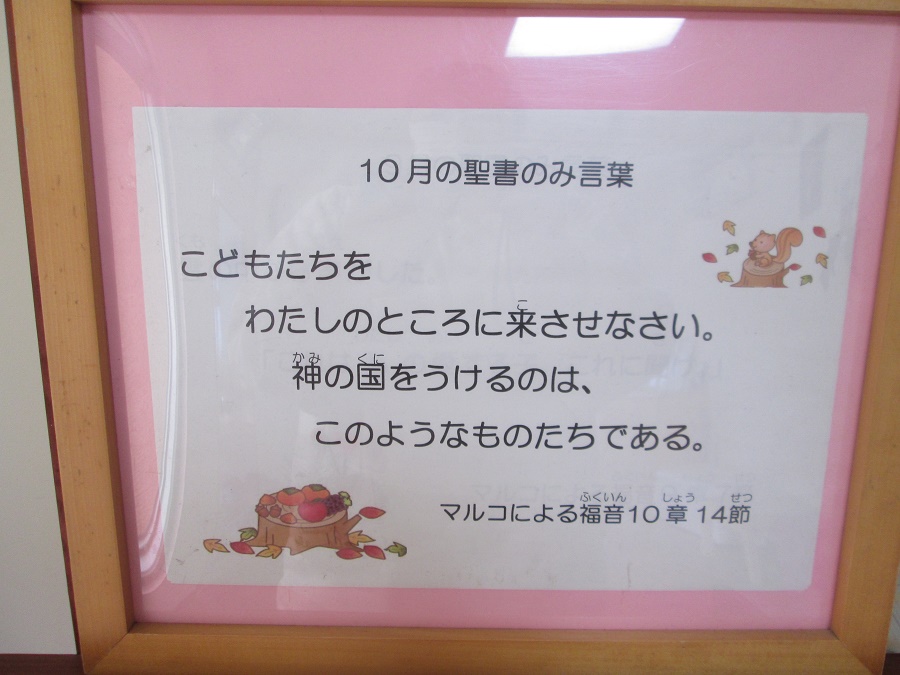 10月の聖書のみ言葉
こどもたちを
わたしのところに来させなさい。
神の国をうけるのは、
このようなものたちである。
マルコによる福音10章14節